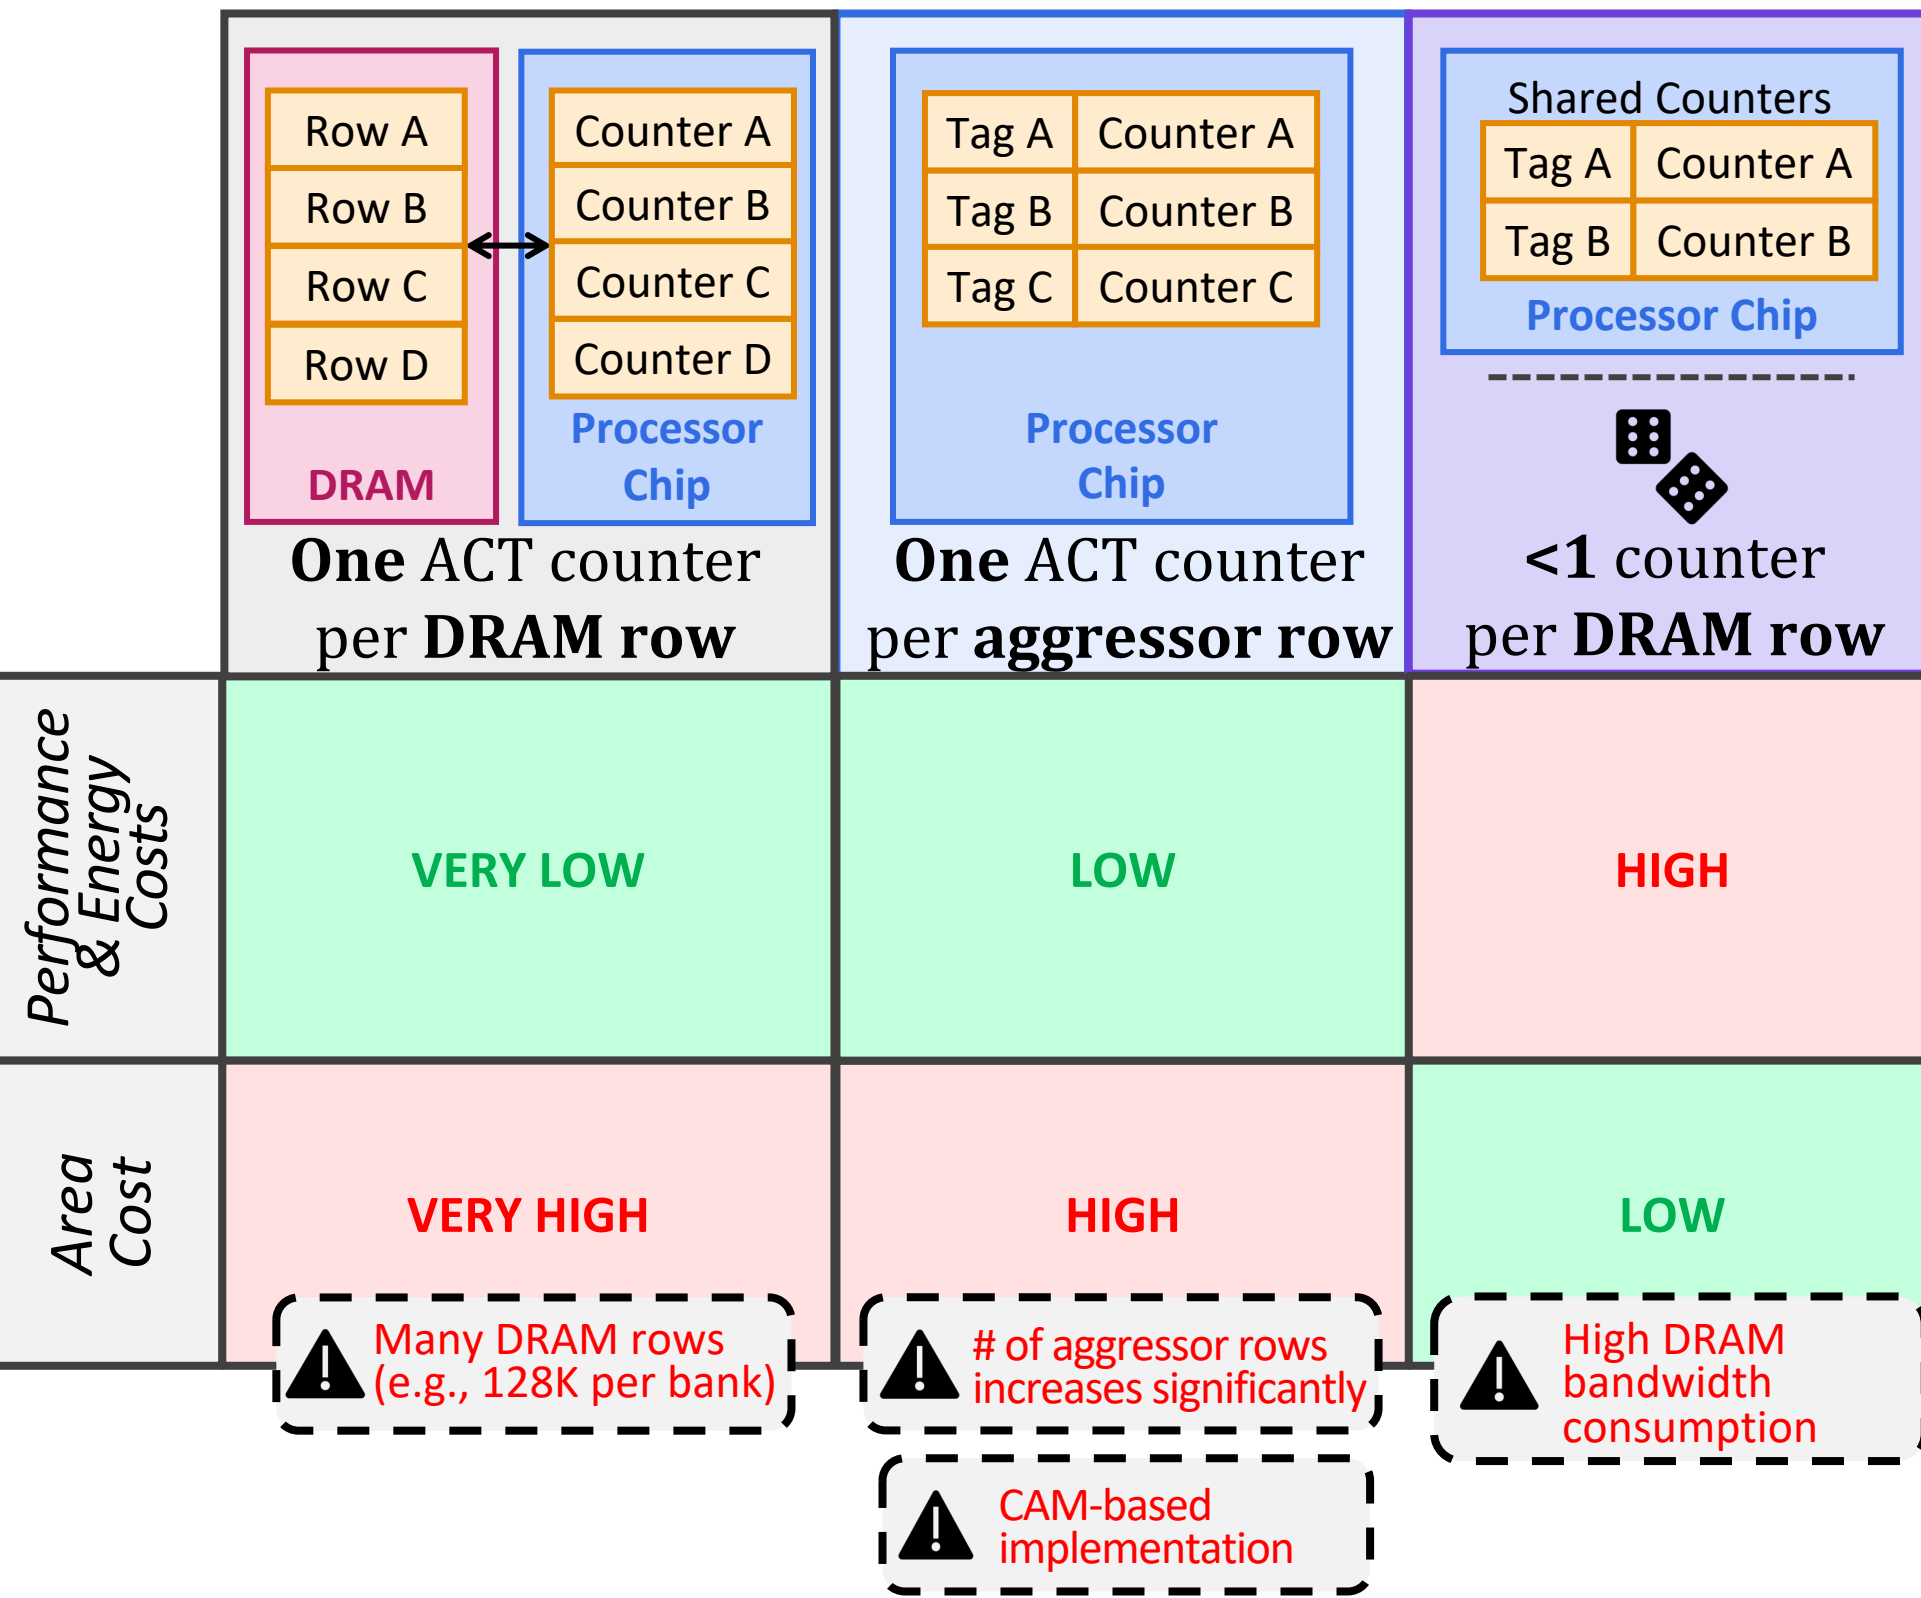 Row A
Row B
Row C
Row D
DRAM
Counter A
Counter B
Counter C
Counter D
Processor
Chip
One ACT counter
per DRAM row
Tag A Counter A
Tag B Counter B
Tag C Counter C
Processor
Chip
One ACT counter
per aggressor row
Shared Counters
Tag A Counter A
Tag B Counter B
Processor Chip
<1 counter
per DRAM row
Performance
& Energy
Costs
VERY LOW
LOW
HIGH
Area
Cost
VERY HIGH
HIGH
LOW
Many DRAM rows
(e.g., 128K per bank)
# of aggressor rows
increases significantly
CAM-based
implementation
High DRAM
bandwidth
consumption